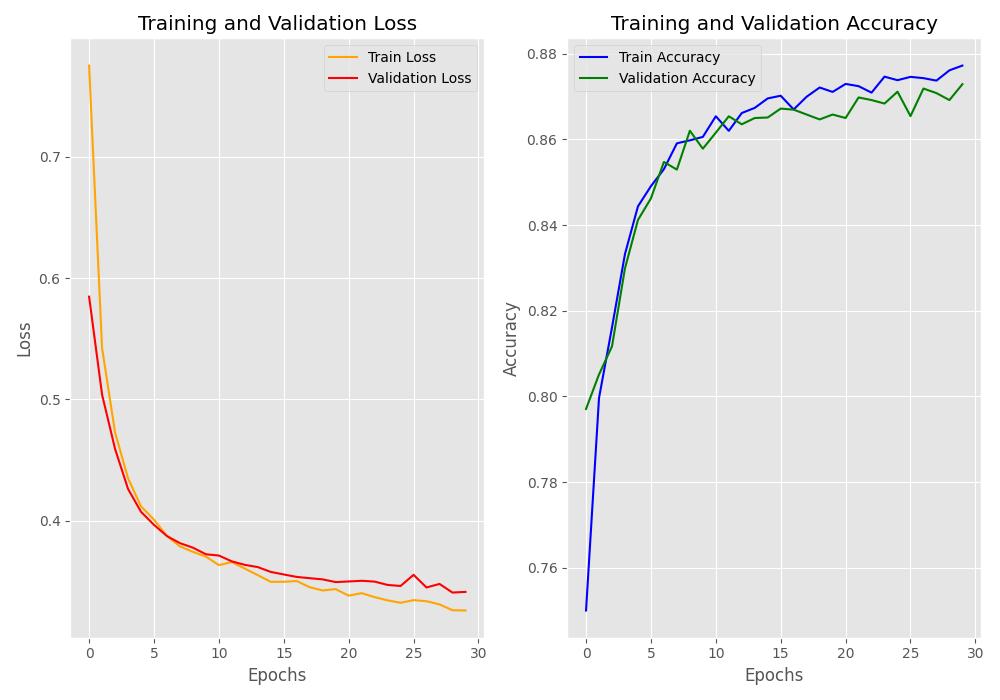 Training and Validation Loss
Train Loss
Validation Loss
0.7
0.6
0.5
0.4
Loss
0 5 10 15 20 25 30
Epochs
Training and Validation Accuracy
Train Accuracy
Validation Accuracy
0.88
0.86
0.84
0.82
0.80
0.78
0.76
Accuracy
0 5 10 15 20 25 30
Epochs